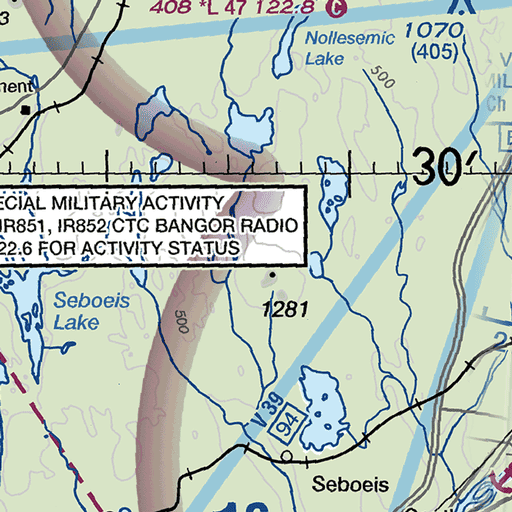 408 *L 47 122.8 C
Nollesemic
Lake
1070
(405)
500
ment
30'
ECIAL MILITARY ACTIVITY
IR851, IR852 CTC BANGOR RADIO
22.6 FOR ACTIVITY STATUS
Seboeis
Lake
1281
500
V 39
94
Seboeis